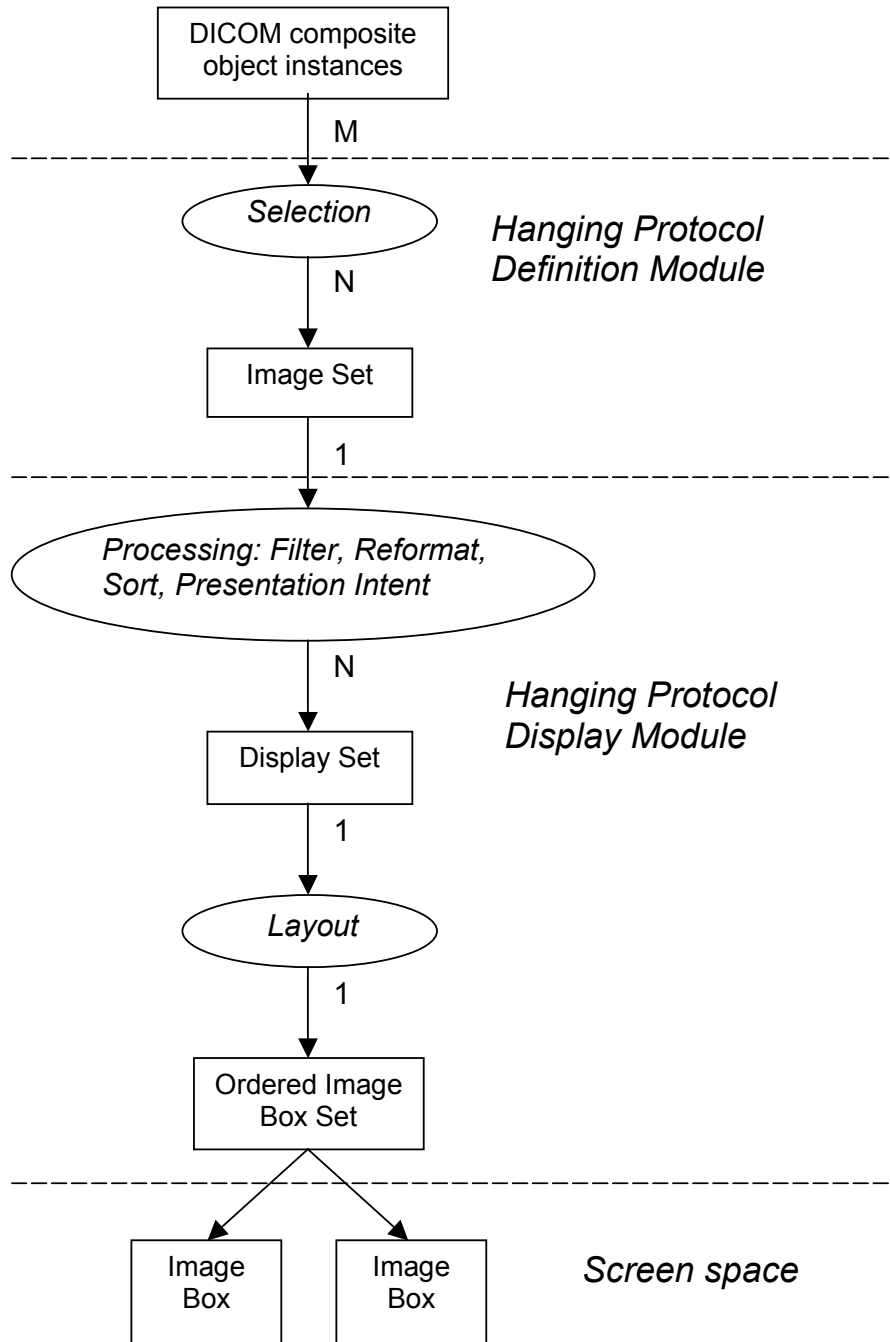 DICOM composite
object instances
M
Selection
Hanging Protocol
Definition Module
N
Image Set
1
Processing: Filter, Reformat,
Sort, Presentation Intent
N
Hanging Protocol
Display Module
Display Set
1
Layout
1
Ordered Image
Box Set
Image
Box
Image
Box
Screen space